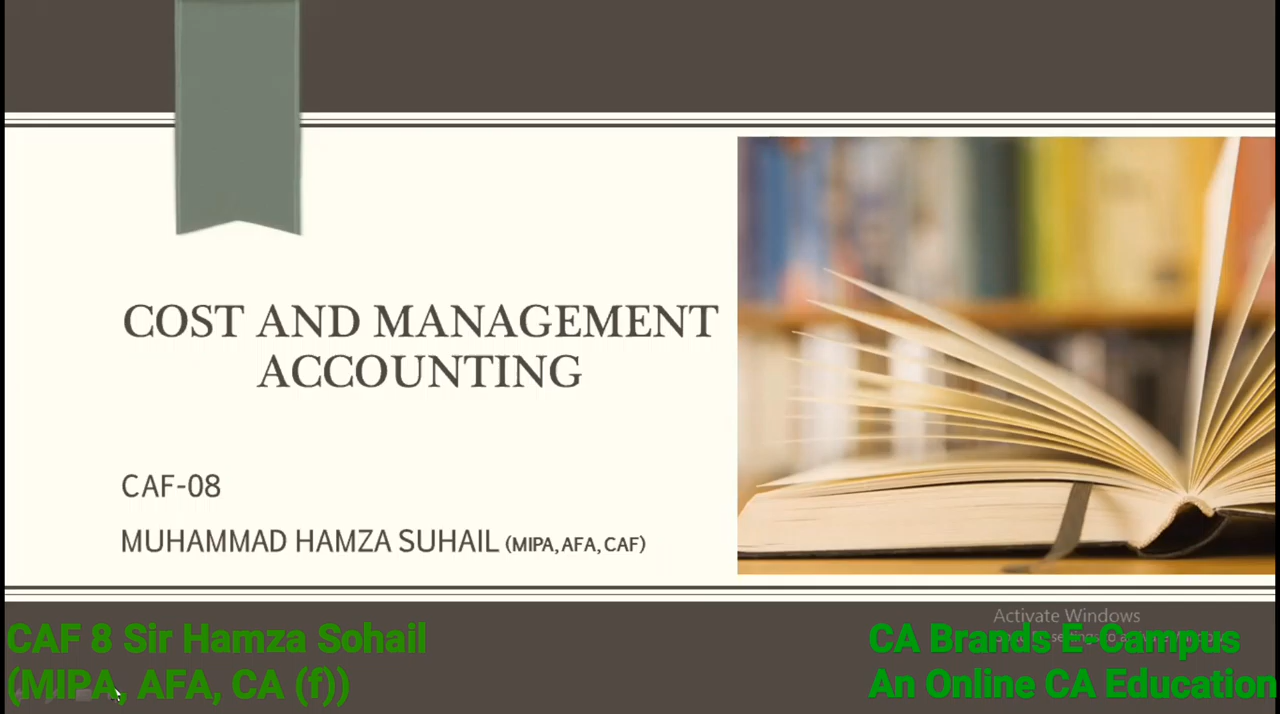 COST AND MANAGEMENT
ACCOUNTING
CAF-08
MUHAMMAD HAMZA SUHAIL (MIPA, AFA, CAF)
Activate Windows
CAF 8 Sir Hamza Sohail
(MIPA, AFA, CA (f))
CA Brands E-Campus
An Online CA Education